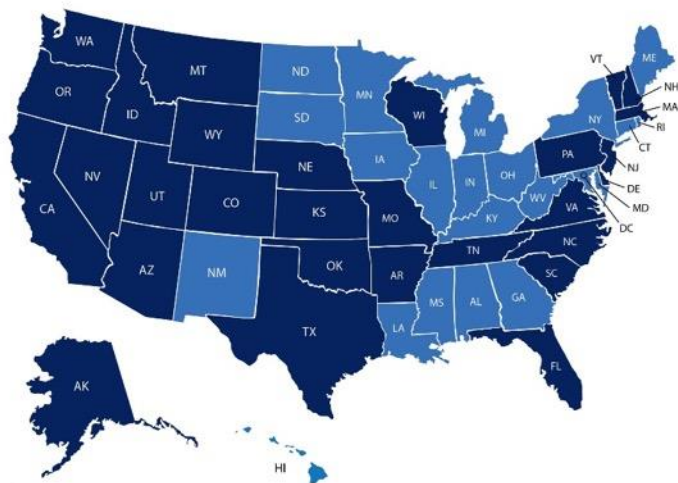 WA
MT
ND
MN
ME
VT
NH
MA
RI
CT
NY
OR
ID
SD
WI
MI
WY
IA
PA
NJ
NE
OH
DE
IL
IN
MD
NV
WV
UT
CO
VA
DC
CA
KS
MO
KY
NC
TN
AZ
NM
OK
AR
SC
MS
AL
GA
TX
LA
FL
AK
HI